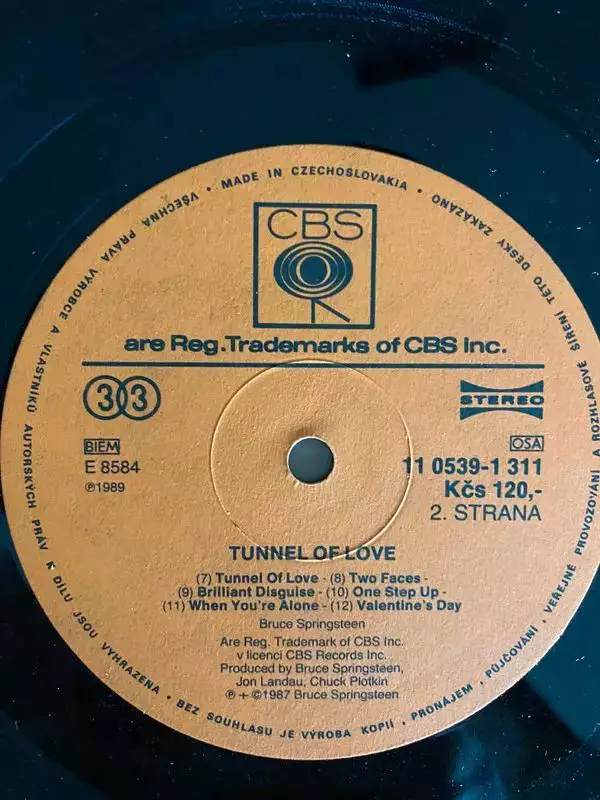 • MADE IN CZECHOSLOVAKIA •
VŠECHNA PRÁVA VÝROBCE A VLASTNÍKŮ AUTORSKÝCH PRÁV K DÍLU JSOU VYHRAZENA • BEZ SOUHLASU JE VÝROBA KOPIÍ, PRONÁJEM, PŮJČOVÁNÍ, VEŘEJNÉ PROVOZOVÁNÍ A ROZHLASOVÉ ŠÍŘENÍ TÉTO DESKY ZAKÁZÁNO
CBS
are Reg.Trademarks of CBS Inc.
33
STEREO
BIEM
OSA
E 8584
11 0539-1 311
℗1989
Kčs 120,-
2. STRANA
TUNNEL OF LOVE
(7) Tunnel Of Love - (8) Two Faces -
(9) Brilliant Disguise - (10) One Step Up -
(11) When You're Alone - (12) Valentine's Day
Bruce Springsteen
Are Reg. Trademark of CBS Inc.
v licenci CBS Records Inc.
Produced by Bruce Springsteen,
Jon Landau, Chuck Plotkin
℗ + ©1987 Bruce Springsteen